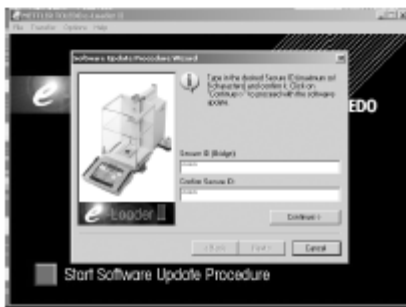 METTLER TOLEDO e-Loader II
File Transfer Options Help
Software Update Procedure Wizard
Type in the desired Secure ID (maximum of
characters) and confirm it. Click on
"Continue >" to proceed with the software
update.
e
EDO
Secure ID (Bridge)
Confirm Secure ID:
e-Loader II
Continue >
< Back
Next >
Cancel
Start Software Update Procedure